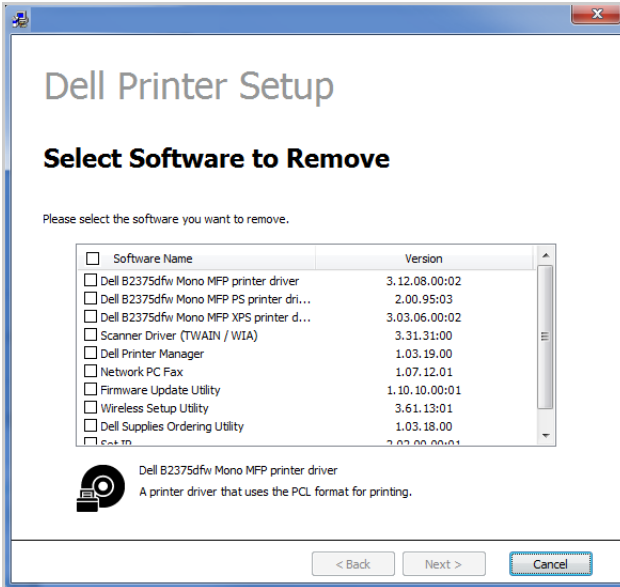 Dell Printer Setup
Select Software to Remove
Please select the software you want to remove.
Software Name Version
Dell B2375dfw Mono MFP printer driver 3.12.08.00:02
Dell B2375dfw Mono MFP PS printer dri... 2.00.95:03
Dell B2375dfw Mono MFP XPS printer d... 3.03.06.00:02
Scanner Driver (TWAIN / WIA) 3.31.31:00
Dell Printer Manager 1.03.19.00
Network PC Fax 1.07.12.01
Firmware Update Utility 1.10.10.00:01
Wireless Setup Utility 3.61.13:01
Dell Supplies Ordering Utility 1.03.18.00
Set IP
Dell B2375dfw Mono MFP printer driver
A printer driver that uses the PCL format for printing.
< Back Next > Cancel